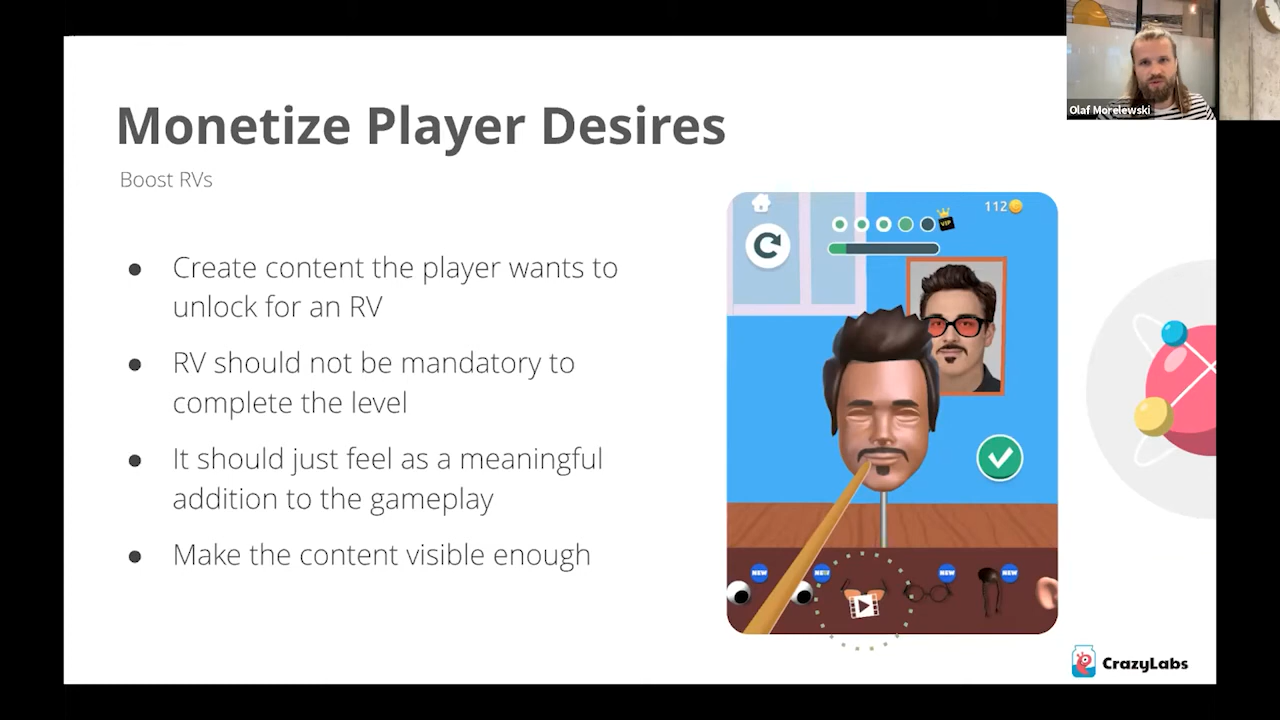 Olaf Morelewski
Monetize Player Desires
Boost RVs
Create content the player wants to
unlock for an RV
RV should not be mandatory to
complete the level
It should just feel as a meaningful
addition to the gameplay
Make the content visible enough
112
VIP
NEW
NEW
NEW
NEW
CrazyLabs